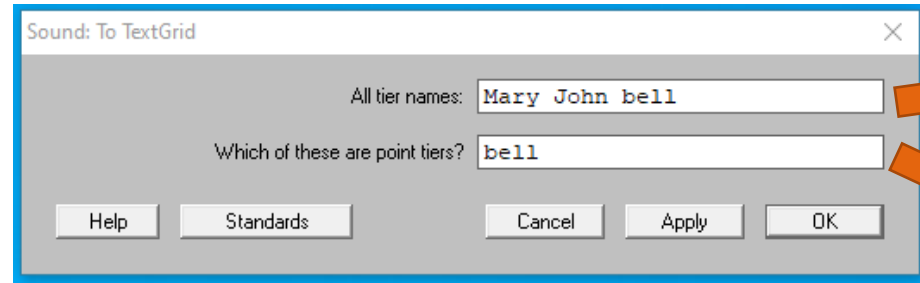 Sound: To TextGrid
All tier names: Mary John bell
Which of these are point tiers? bell
Help Standards Cancel Apply OK